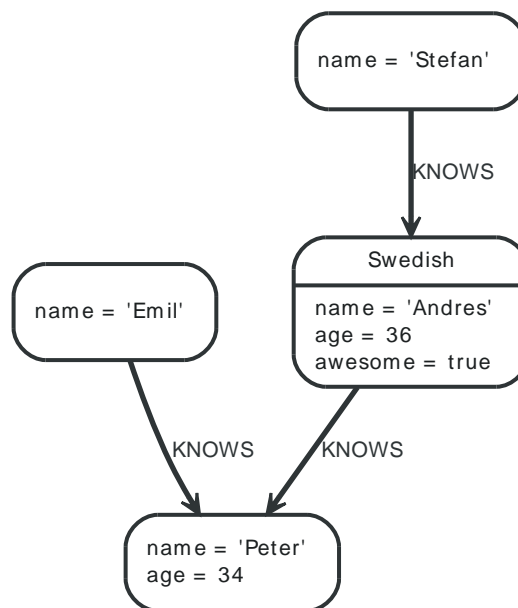 name = 'Stefan'
KNOWS
Swedish
name = 'Andres'
age = 36
awesome = true
name = 'Emil'
KNOWS
KNOWS
name = 'Peter'
age = 34